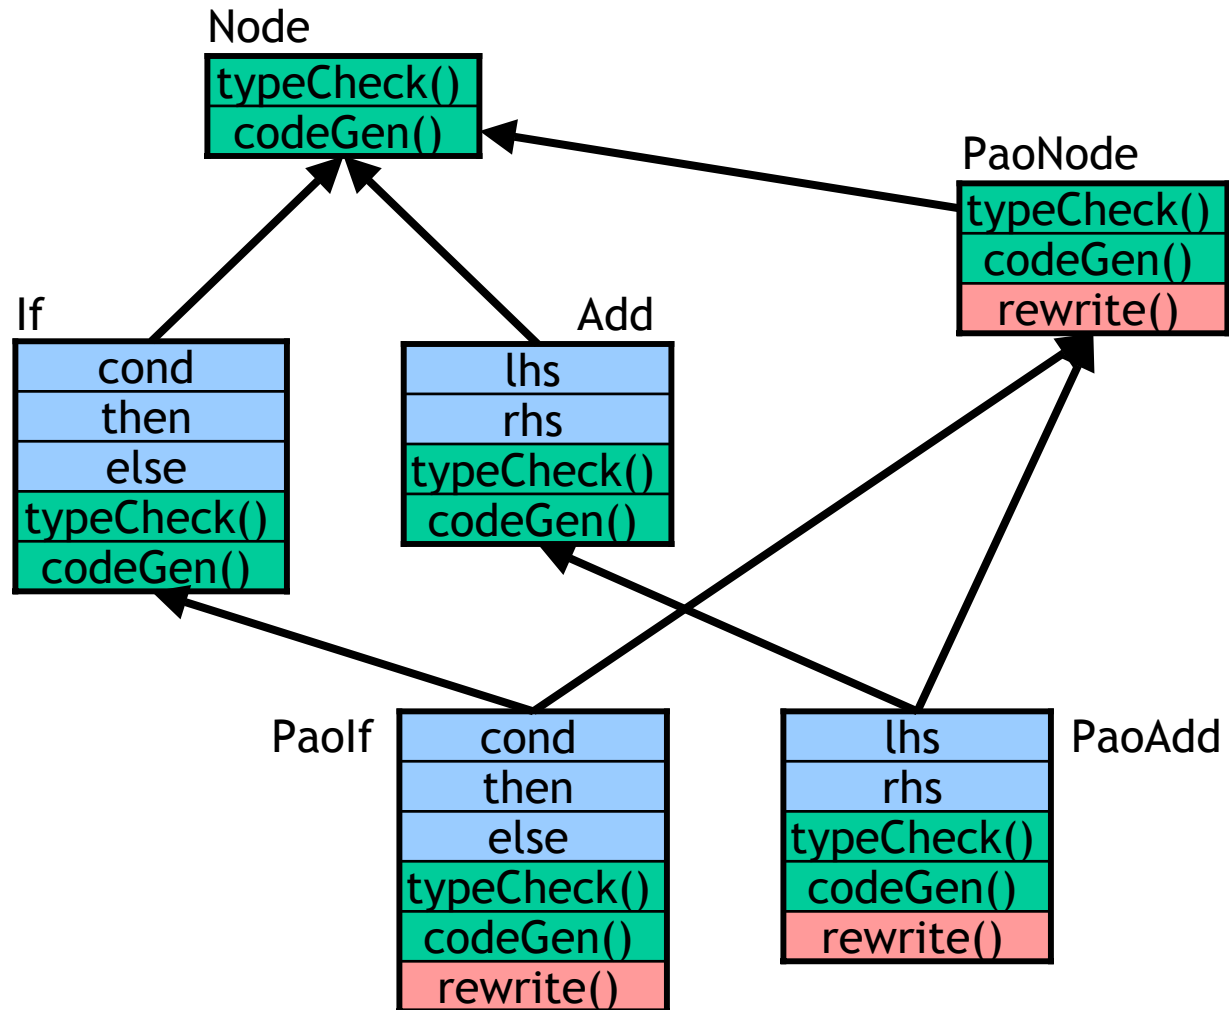 Node
typeCheck()
codeGen()
PaoNode
typeCheck()
codeGen()
rewrite()
If
cond
then
else
typeCheck()
codeGen()
Add
lhs
rhs
typeCheck()
codeGen()
PaoIf
cond
then
else
typeCheck()
codeGen()
rewrite()
PaoAdd
lhs
rhs
typeCheck()
codeGen()
rewrite()